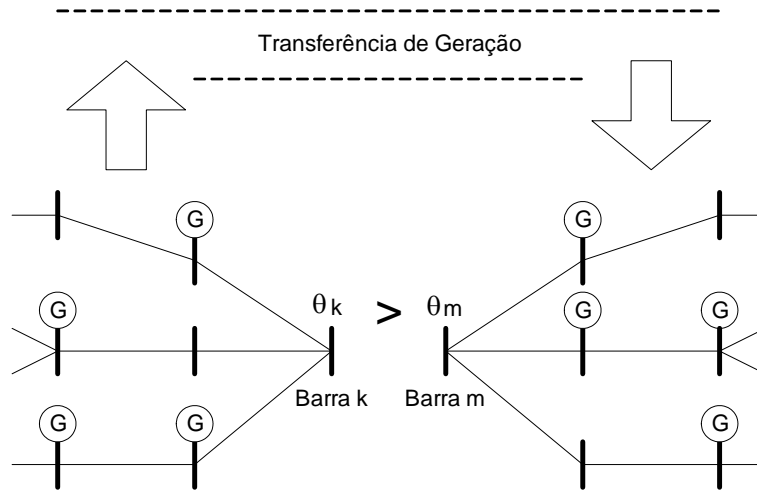 Transferência de Geração
G
G
θk > θm
G
G
G
Barra k
Barra m
G
G
G